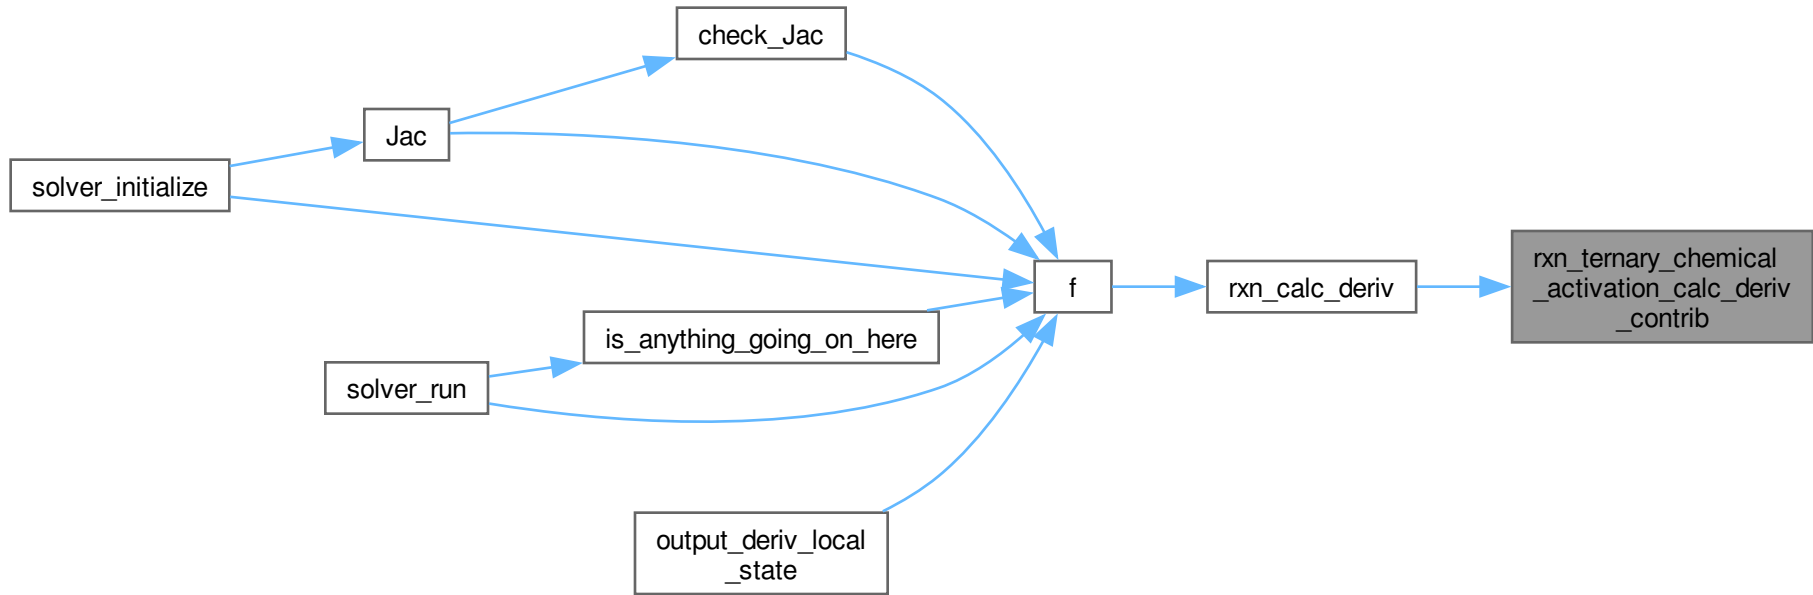 check_Jac
Jac
solver_initialize
rxn_ternary_chemical
_activation_calc_deriv
_contrib
f
rxn_calc_deriv
is_anything_going_on_here
solver_run
output_deriv_local
_state